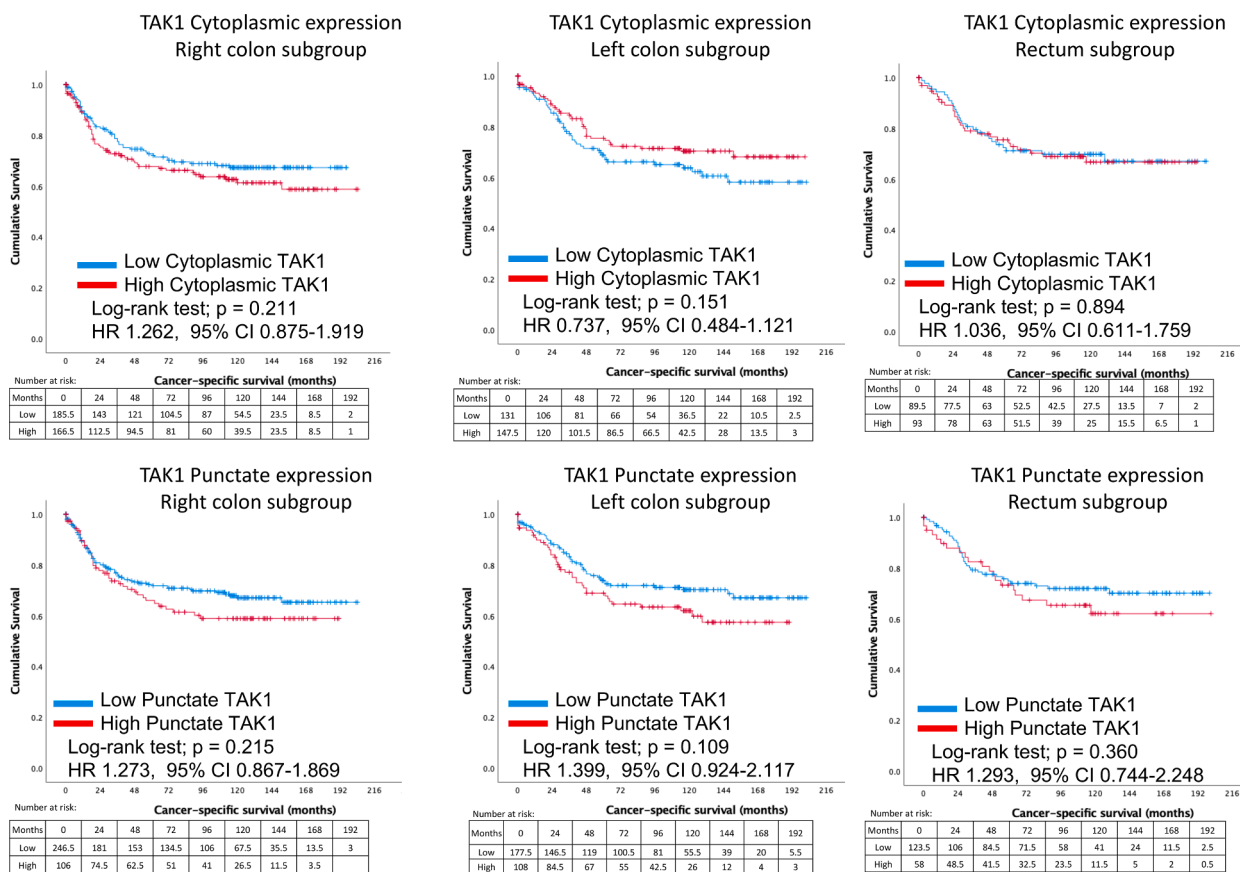 TAK1 Cytoplasmic expression
Right colon subgroup
Cumulative Survival
1.0
0.8
0.6
0.4
0.2
0.0
Low Cytoplasmic TAK1
High Cytoplasmic TAK1
Log-rank test; p = 0.211
HR 1.262, 95% CI 0.875-1.919
0 24 48 72 96 120 144 168 192 216
Number at risk:
Cancer-specific survival (months)
Months 0 24 48 72 96 120 144 168 192
Low 185.5 143 121 104.5 87 54.5 23.5 8.5 2
High 166.5 112.5 94.5 81 60 39.5 23.5 8.5 1
TAK1 Cytoplasmic expression
Left colon subgroup
Cumulative Survival
1.0
0.8
0.6
0.4
0.2
0.0
Low Cytoplasmic TAK1
High Cytoplasmic TAK1
Log-rank test; p = 0.151
HR 0.737, 95% CI 0.484-1.121
0 24 48 72 96 120 144 168 192 216
Cancer-specific survival (months)
Number at risk:
Months 0 24 48 72 96 120 144 168 192
Low 131 106 81 66 54 36.5 22 10.5 2.5
High 147.5 120 101.5 86.5 66.5 42.5 28 13.5 3
TAK1 Cytoplasmic expression
Rectum subgroup
Cumulative Survival
1.0
0.8
0.6
0.4
0.2
0.0
Low Cytoplasmic TAK1
High Cytoplasmic TAK1
Log-rank test; p = 0.894
HR 1.036, 95% CI 0.611-1.759
0 24 48 72 96 120 144 168 192 216
Number at risk:
Cancer-specific survival (months)
Months 0 24 48 72 96 120 144 168 192
Low 89.5 77.5 63 52.5 42.5 27.5 13.5 7 2
High 93 78 63 51.5 39 25 15.5 6.5 1
TAK1 Punctate expression
Right colon subgroup
Cumulative Survival
1.0
0.8
0.6
0.4
0.2
0.0
Low Punctate TAK1
High Punctate TAK1
Log-rank test; p = 0.215
HR 1.273, 95% CI 0.867-1.869
0 24 48 72 96 120 144 168 192 216
Number at risk:
Cancer-specific survival (months)
Months 0 24 48 72 96 120 144 168 192
Low 246.5 181 153 134.5 106 67.5 35.5 13.5 3
High 106 74.5 62.5 51 41 26.5 11.5 3.5
TAK1 Punctate expression
Left colon subgroup
Cumulative Survival
1.0
0.8
0.6
0.4
0.2
0.0
Low Punctate TAK1
High Punctate TAK1
Log-rank test; p = 0.109
HR 1.399, 95% CI 0.924-2.117
0 24 48 72 96 120 144 168 192 216
Cancer-specific survival (months)
Number at risk:
Months 0 24 48 72 96 120 144 168 192
Low 177.5 146.5 119 100.5 81 55.5 39 20 5.5
High 108 84.5 67 55 42.5 26 12 4 3
TAK1 Punctate expression
Rectum subgroup
Cumulative Survival
1.0
0.8
0.6
0.4
0.2
0.0
Low Punctate TAK1
High Punctate TAK1
Log-rank test; p = 0.360
HR 1.293, 95% CI 0.744-2.248
0 24 48 72 96 120 144 168 192 216
Number at risk:
Cancer-specific survival (months)
Months 0 24 48 72 96 120 144 168 192
Low 123.5 106 84.5 71.5 58 41 24 11.5 2.5
High 58 48.5 41.5 32.5 23.5 11.5 5 2 0.5